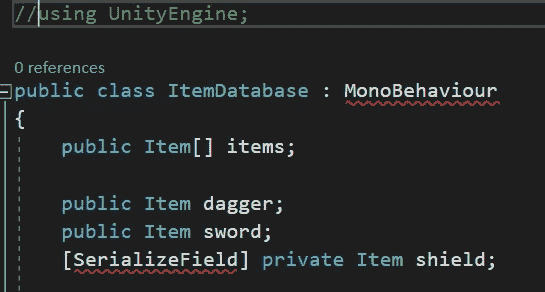 //using UnityEngine;
0 references
public class ItemDatabase : MonoBehaviour
{
public Item[] items;
public Item dagger;
public Item sword;
[SerializeField] private Item shield;